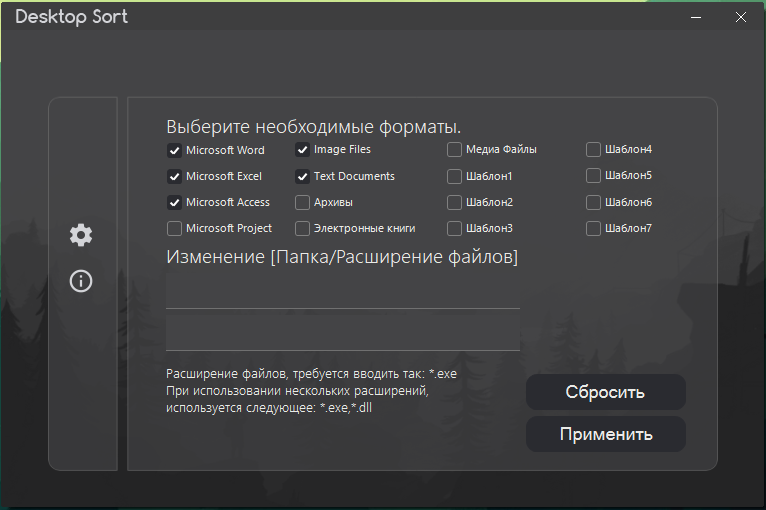 Desktop Sort
Выберите необходимые форматы.
Microsoft Word Image Files Медиа Файлы Шаблон4
Microsoft Excel Text Documents Шаблон1 Шаблон5
Microsoft Access Архивы Шаблон2 Шаблон6
Microsoft Project Электронные книги Шаблон3 Шаблон7
Изменение [Папка/Расширение файлов]
Расширение файлов, требуется вводить так: *.exe
При использовании нескольких расширений,
используется следующее: *.exe,*.dll
Сбросить
Применить